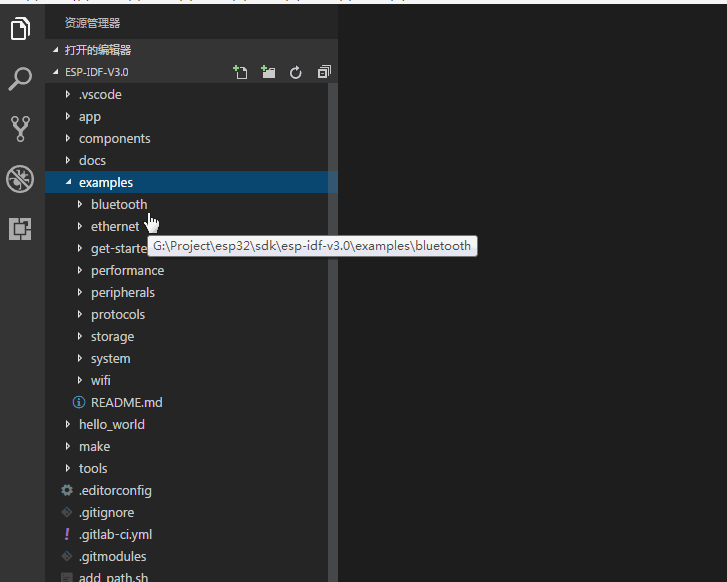 资源管理器
打开的编辑器
ESP-IDF-V3.0
.vscode
app
components
docs
examples
bluetooth
ethernet
get-starte
G:\Project\esp32\sdk\esp-idf-v3.0\examples\bluetooth
performance
peripherals
protocols
storage
system
wifi
README.md
hello_world
make
tools
.editorconfig
.gitignore
.gitlab-ci.yml
.gitmodules
add_path.sh